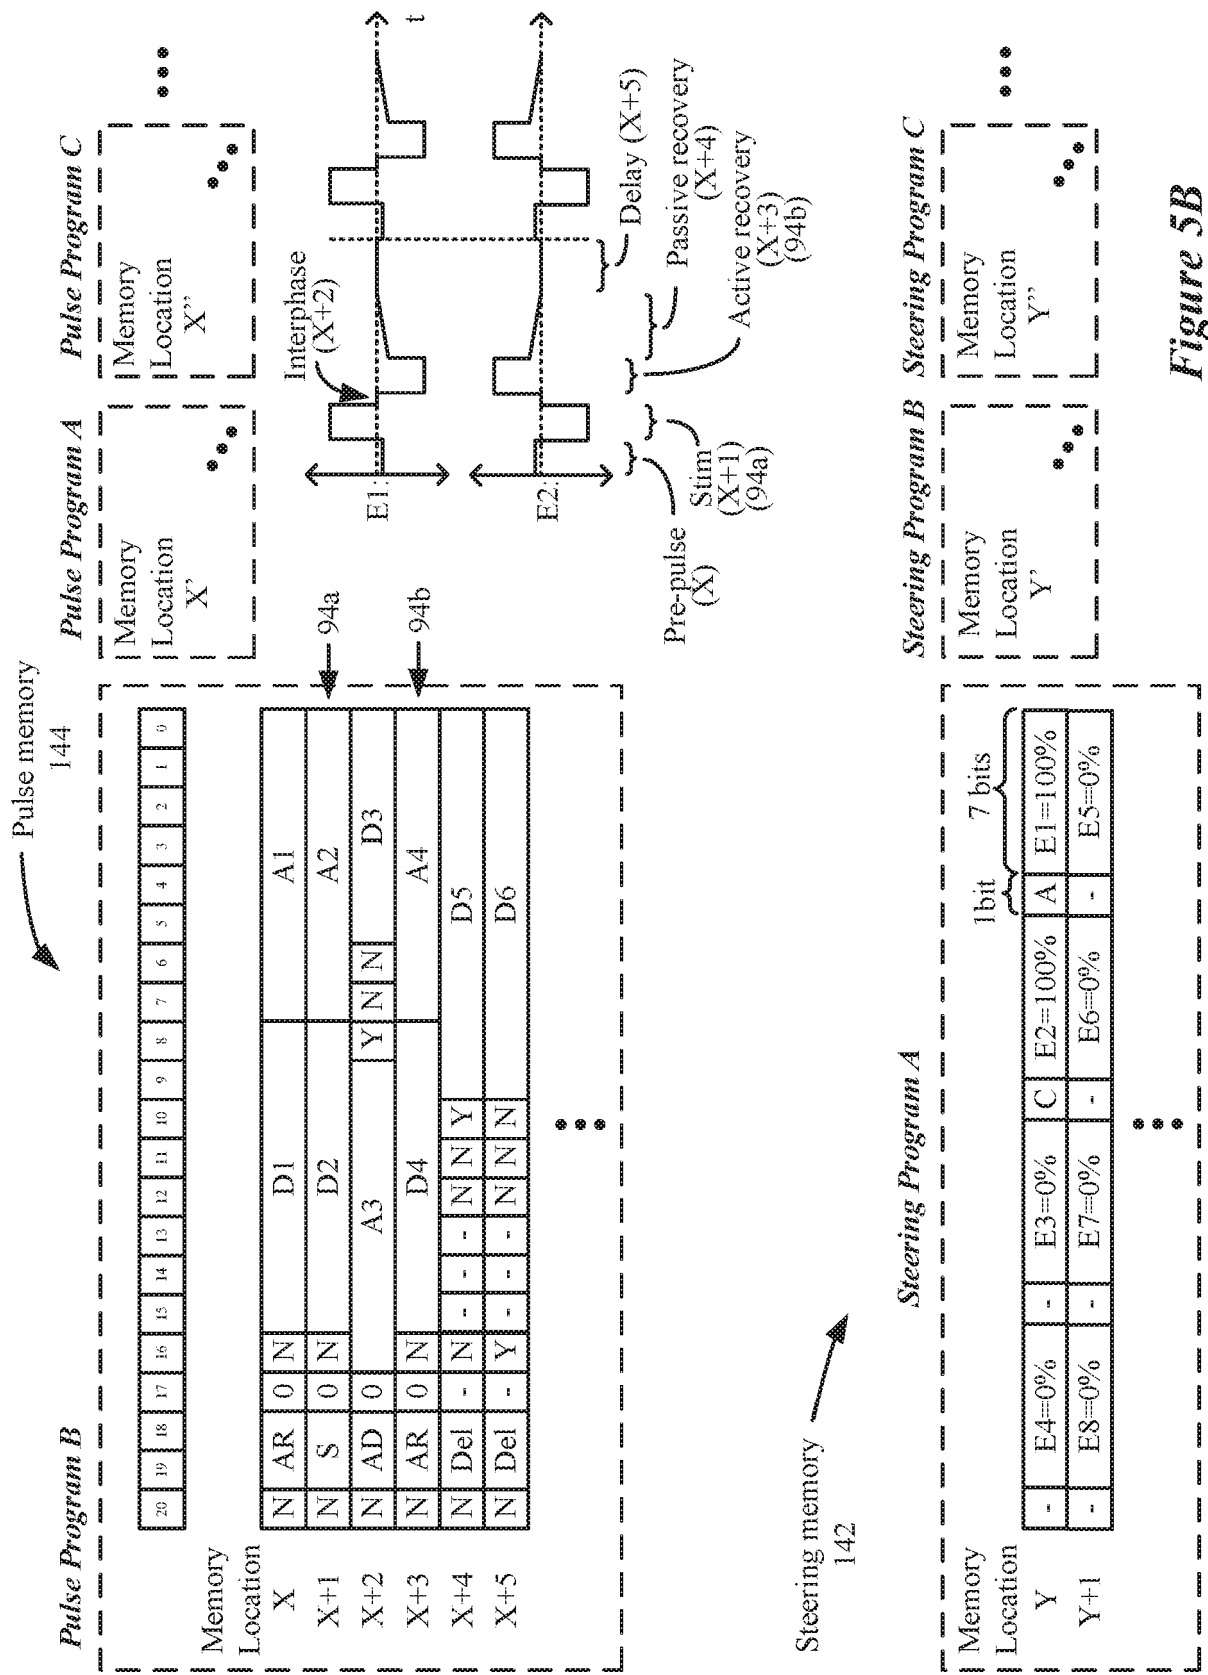 Pulse memory
144
Pulse Program B
20 19 18 17 16 15 14 13 12 11 10 9 8 7 6 5 4 3 2 1 0
Memory
Location
X N AR 0 N D1 A1
X+1 N S 0 N D2 A2
X+2 N AD 0 A3 Y N N D3
X+3 N AR 0 N D4 A4
X+4 N Del - N - - - N N Y D5
X+5 N Del - Y - - - N N N D6
94a
94b
Pulse Program A
Memory
Location
X'
Pulse Program C
Memory
Location
X''
Interphase
(X+2)
E1:
t
E2:
Pre-pulse
(X)
Stim
(X+1)
(94a)
Active recovery
(X+3)
(94b)
Passive recovery
(X+4)
Delay (X+5)
Steering memory
142
Steering Program A
1bit
7 bits
Memory
Location
Y - E4=0% - E3=0% C E2=100% A E1=100%
Y+1 - E8=0% - E7=0% - E6=0% - E5=0%
Steering Program B
Memory
Location
Y'
Steering Program C
Memory
Location
Y''
Figure 5B